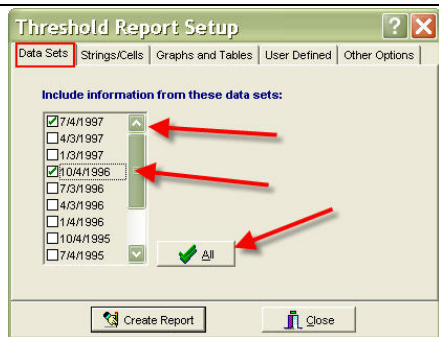 Threshold Report Setup
Data Sets Strings/Cells Graphs and Tables User Defined Other Options
Include information from these data sets:
7/4/1997
4/3/1997
1/3/1997
10/4/1996
7/3/1996
4/3/1996
1/4/1996
10/4/1995
7/4/1995
All
Create Report Close